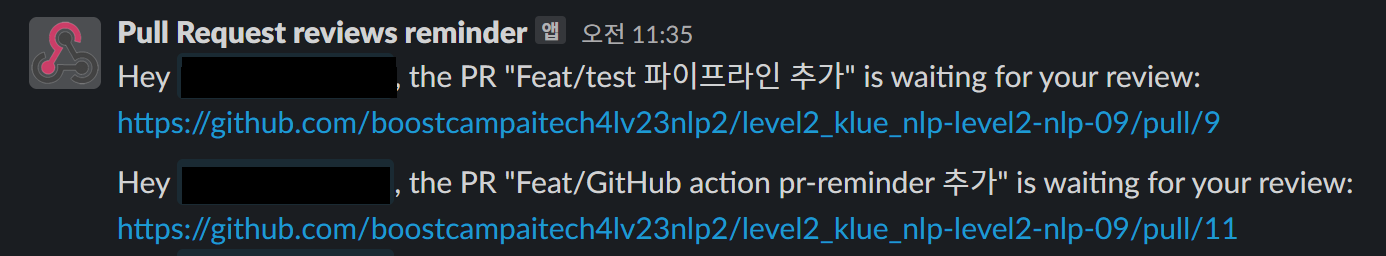 Pull Request reviews reminder 앱 오전 11:35
Hey , the PR "Feat/test 파이프라인 추가" is waiting for your review:
https://github.com/boostcampaitech4lv23nlp2/level2_klue_nlp-level2-nlp-09/pull/9
Hey , the PR "Feat/GitHub action pr-reminder 추가" is waiting for your review:
https://github.com/boostcampaitech4lv23nlp2/level2_klue_nlp-level2-nlp-09/pull/11